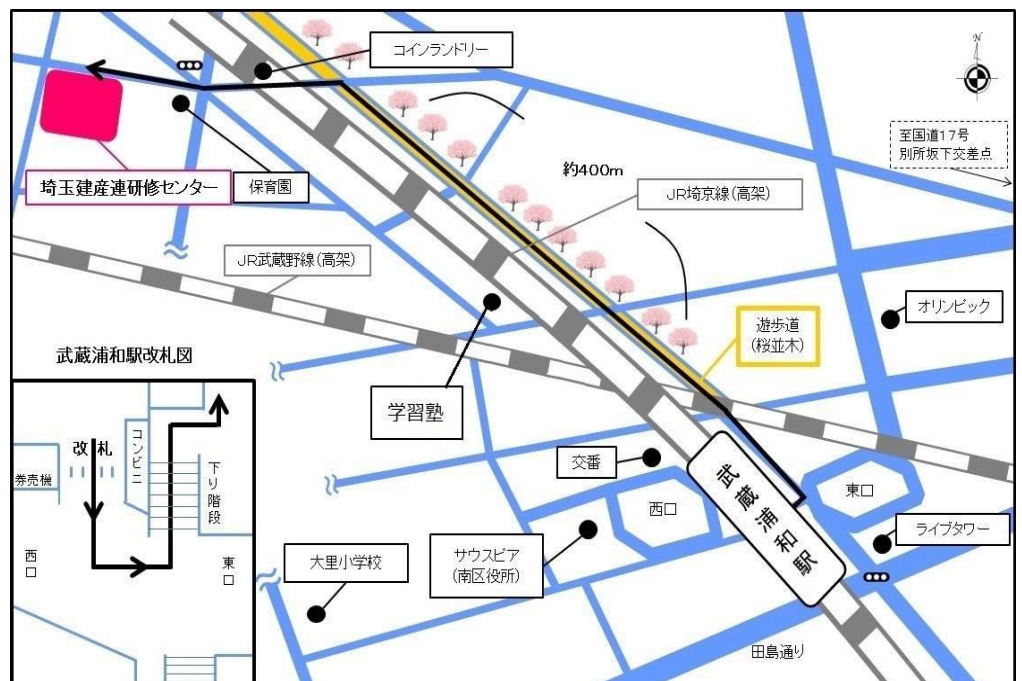 コインランドリー
N
至国道17号
別所坂下交差点
埼玉建産連研修センター
保育園
約400m
JR埼京線(高架)
JR武蔵野線(高架)
オリンピック
遊歩道
(桜並木)
武蔵浦和駅改札図
学習塾
改札
コンビニ
券売機
下り階段
西口
東口
交番
西口
武蔵浦和駅
東口
ライブタワー
サウスピア
(南区役所)
大里小学校
田島通り